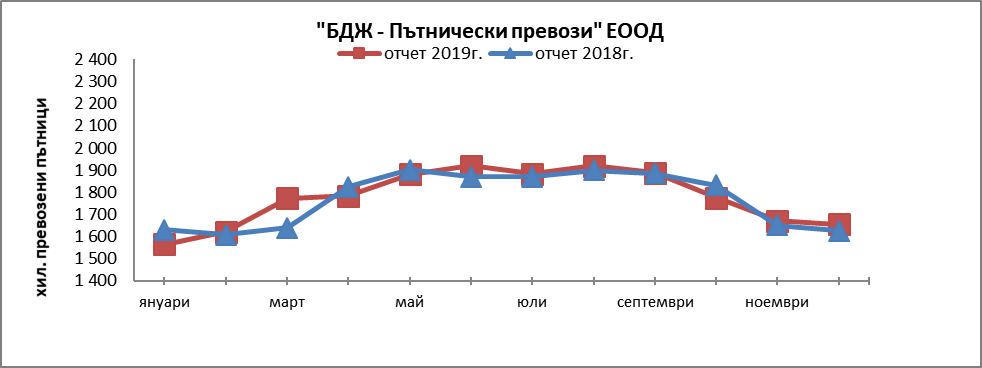 "БДЖ - Пътнически превози" ЕООД
отчет 2019г. отчет 2018г.
хил. превозени пътници
2 400
2 300
2 200
2 100
2 000
1 900
1 800
1 700
1 600
1 500
1 400
януари март май юли септември ноември